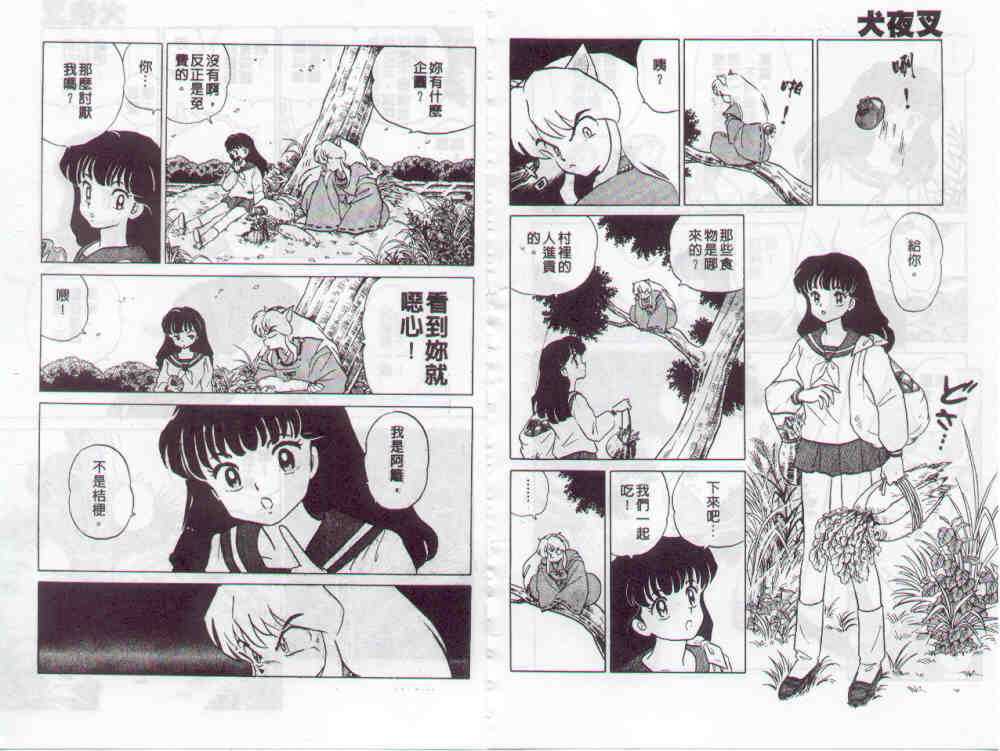 犬夜叉
唰!
啪!
咦?
給你。
どさ…
那些食
物是哪
來的?
村裡的
人進貢
的。
下來吧…
我們一起
吃!
………
妳有什麼
企圖?
沒有啊,
反正是免
費的。
你…
那麼討厭
我嗎?
看到妳就
噁心!
喂!
我是阿籬,
不是桔梗。